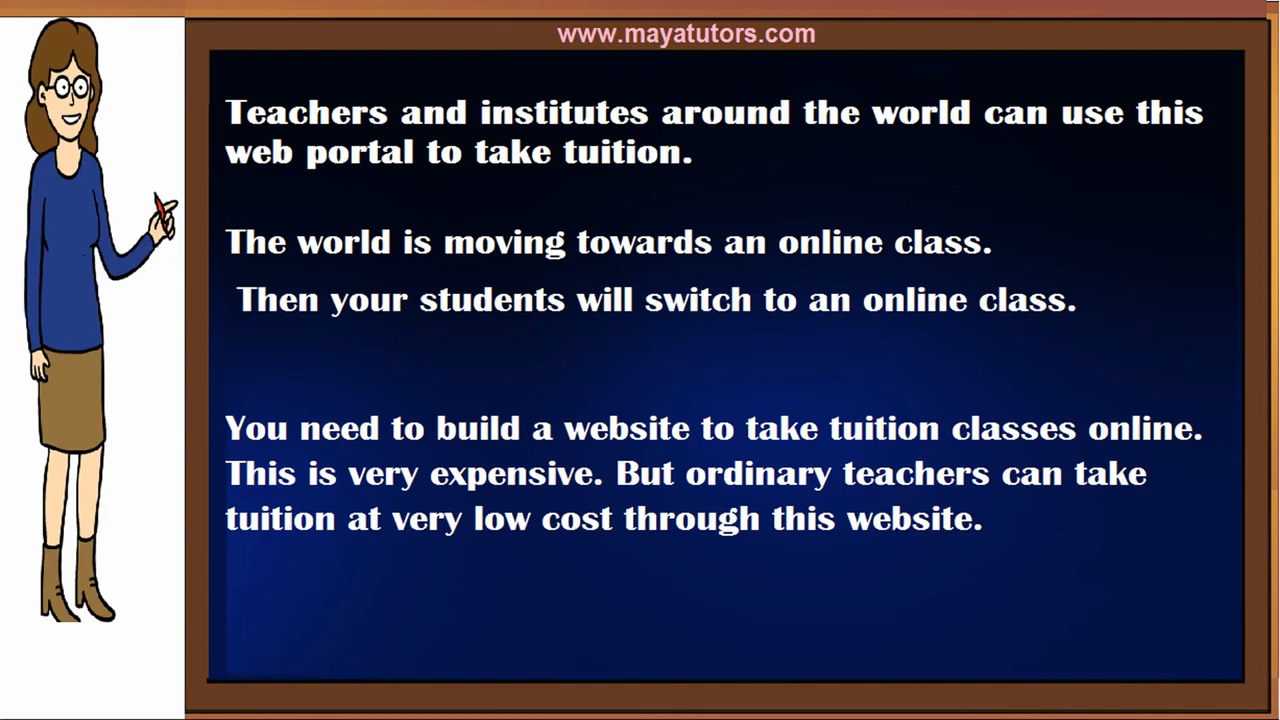 www.mayatutors.com
Teachers and institutes around the world can use this
web portal to take tuition.
The world is moving towards an online class.
Then your students will switch to an online class.
You need to build a website to take tuition classes online.
This is very expensive. But ordinary teachers can take
tuition at very low cost through this website.